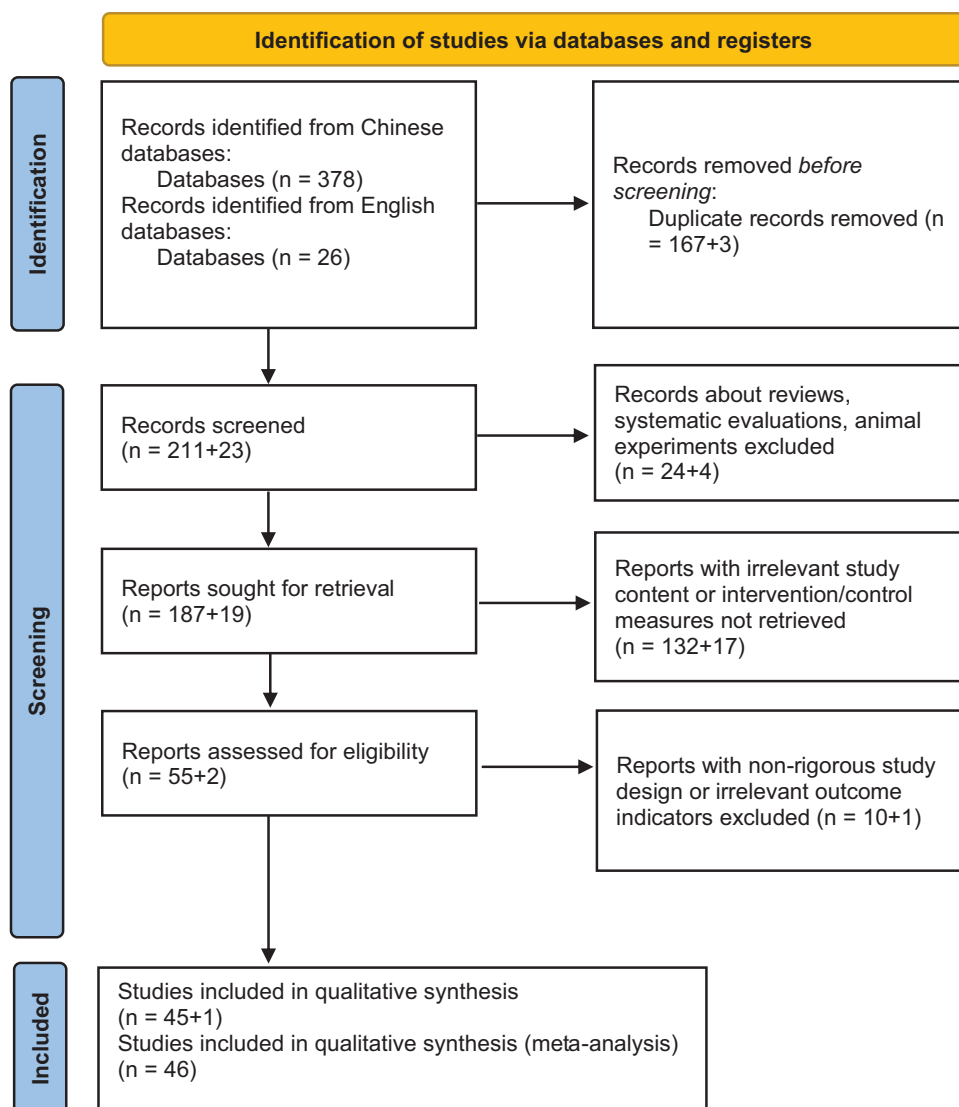 Identification of studies via databases and registers
Identification
Records identified from Chinese
databases:
Databases (n = 378)
Records identified from English
databases:
Databases (n = 26)
Records removed before
screening:
Duplicate records removed (n
= 167+3)
Screening
Records screened
(n = 211+23)
Records about reviews,
systematic evaluations, animal
experiments excluded
(n = 24+4)
Reports sought for retrieval
(n = 187+19)
Reports with irrelevant study
content or intervention/control
measures not retrieved
(n = 132+17)
Reports assessed for eligibility
(n = 55+2)
Reports with non-rigorous study
design or irrelevant outcome
indicators excluded (n = 10+1)
Included
Studies included in qualitative synthesis
(n = 45+1)
Studies included in qualitative synthesis (meta-analysis)
(n = 46)